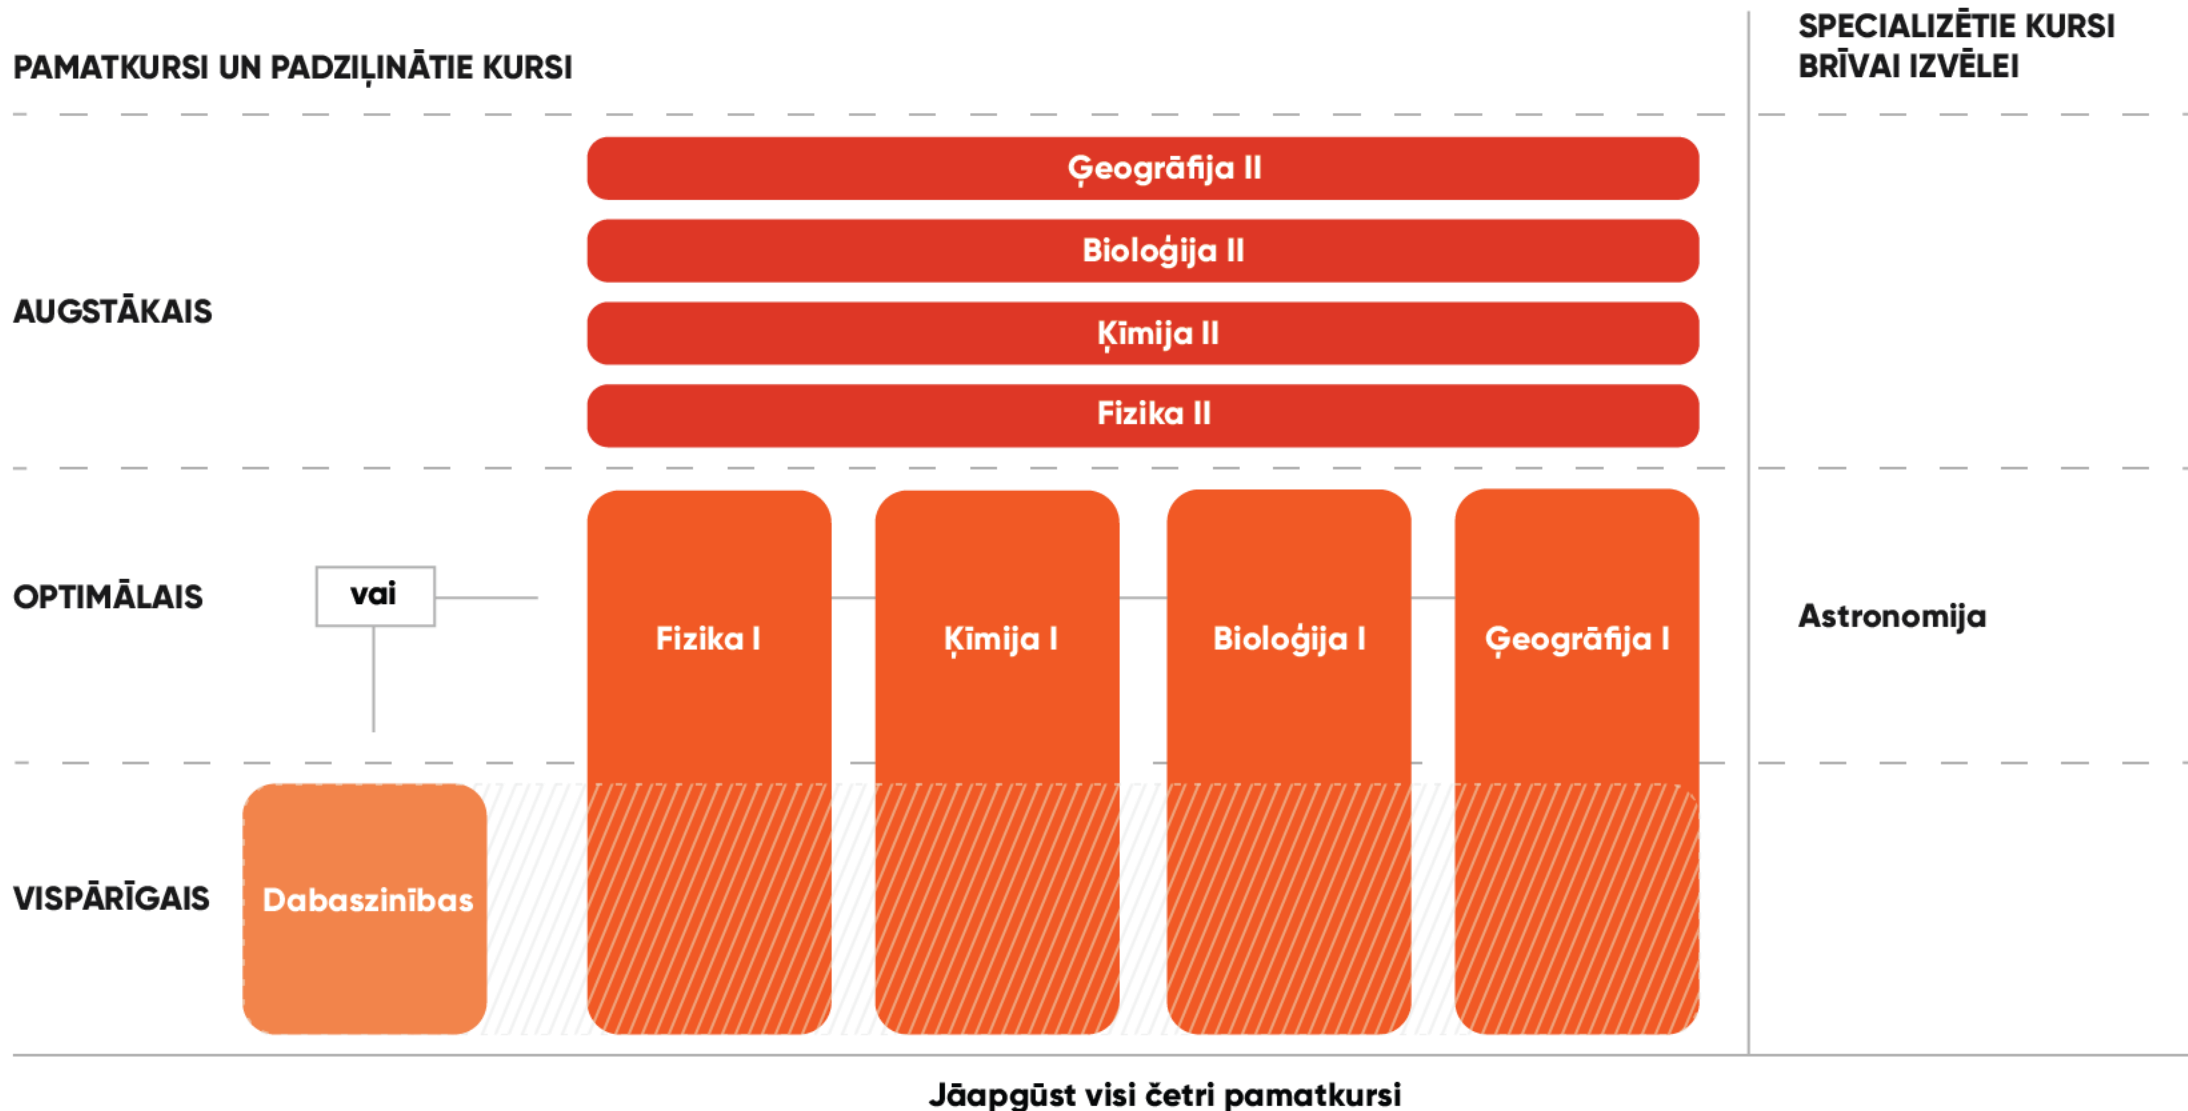 PAMATKURSI UN PADZIĻINĀTIE KURSI
SPECIALIZĒTIE KURSI
BRĪVAI IZVĒLEI
AUGSTĀKAIS
Ģeogrāfija II
Bioloģija II
Ķīmija II
Fizika II
OPTIMĀLAIS
vai
Fizika I
Ķīmija I
Bioloģija I
Ģeogrāfija I
Astronomija
VISPĀRĪGAIS
Dabaszinības
Jāapgūst visi četri pamatkursi